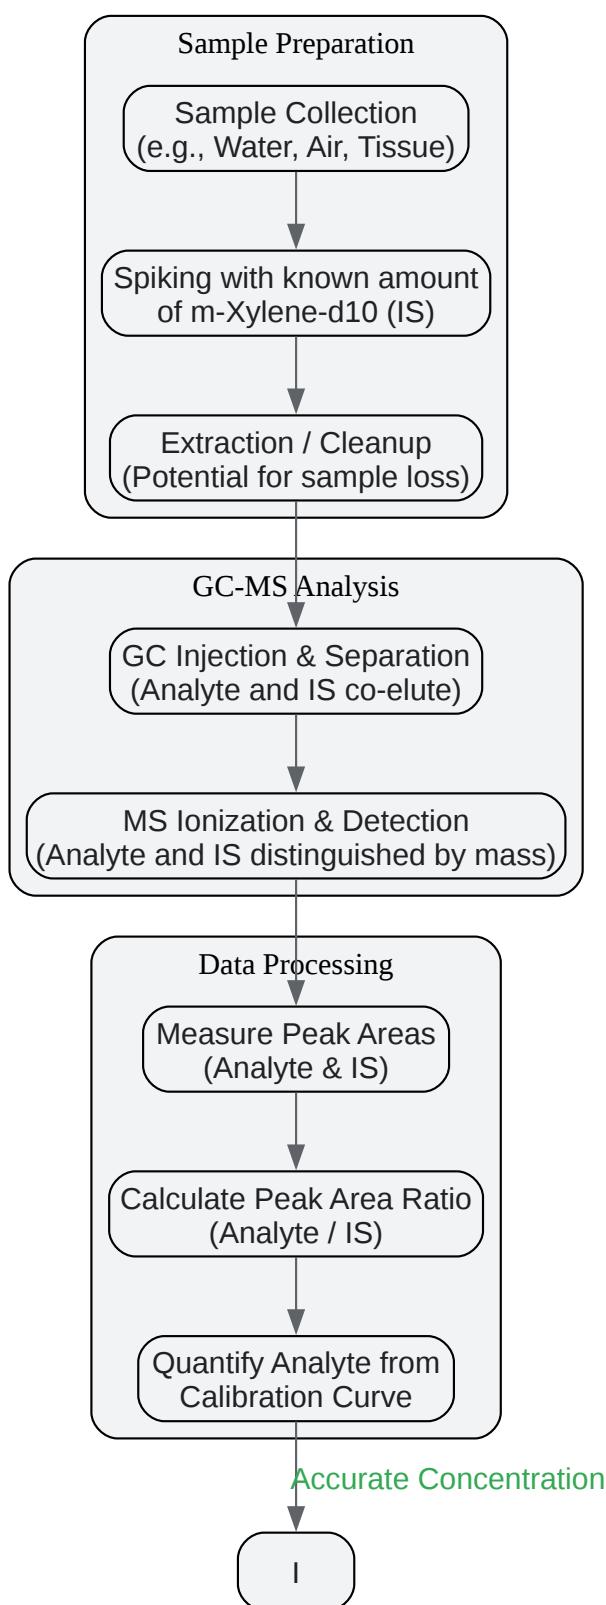 Sample Preparation
Sample Collection
(e.g., Water, Air, Tissue)
Spiking with known amount
of m-Xylene-d10 (IS)
Extraction / Cleanup
(Potential for sample loss)
GC-MS Analysis
GC Injection & Separation
(Analyte and IS co-elute)
MS Ionization & Detection
(Analyte and IS distinguished by mass)
Data Processing
Measure Peak Areas
(Analyte & IS)
Calculate Peak Area Ratio
(Analyte / IS)
Quantify Analyte from
Calibration Curve
Accurate Concentration
I